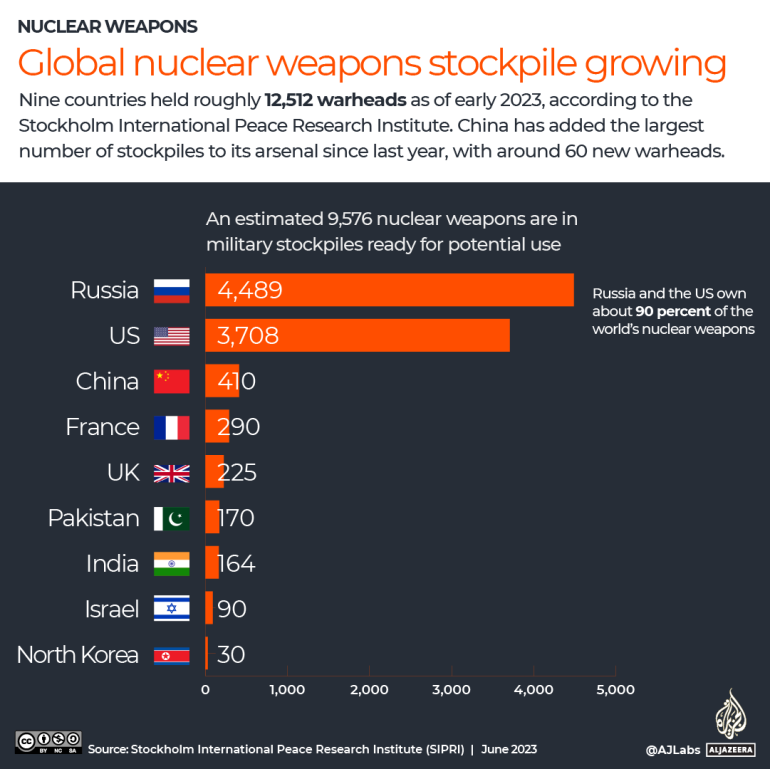 NUCLEAR WEAPONS
Global nuclear weapons stockpile growing
Nine countries held roughly 12,512 warheads as of early 2023, according to the
Stockholm International Peace Research Institute. China has added the largest
number of stockpiles to its arsenal since last year, with around 60 new warheads.
An estimated 9,576 nuclear weapons are in
military stockpiles ready for potential use
Russia 4,489
Russia and the US own
about 90 percent of the
world's nuclear weapons
US 3,708
China 410
France 290
UK 225
Pakistan 170
India 164
Israel 90
North Korea 30
0 1,000 2,000 3,000 4,000 5,000
cc BY NC SA
Source: Stockholm International Peace Research Institute (SIPRI) | June 2023
@AJLabs ALJAZEERA